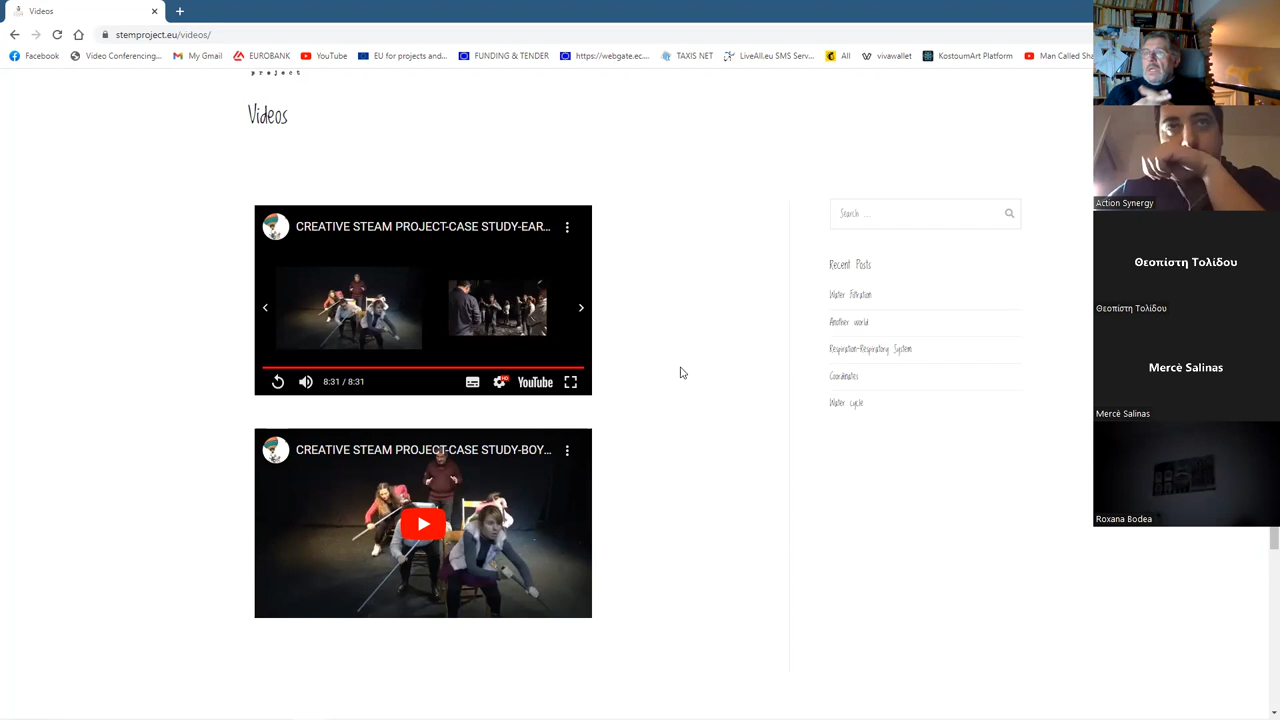 Videos
stemproject.eu/videos/
Facebook
Video Conferencing...
My Gmail
EUROBANK
YouTube
EU for projects and...
FUNDING & TENDER
https://webgate.ec....
TAXIS NET
LiveAll.eu SMS Serv...
All
vivawallet
KostoumArt Platform
Man Called Sha
project
Videos
CREATIVE STEAM PROJECT-CASE STUDY-EAR...
8:31 / 8:31
HD
YouTube
CREATIVE STEAM PROJECT-CASE STUDY-BOY...
Search ...
Recent Posts
Water Filtration
Another world
Respiration-Respiratory System
Coordinates
Water cycle
Action Synergy
Θεοπίστη Τολίδου
Θεοπίστη Τολίδου
Mercè Salinas
Mercè Salinas
Roxana Bodea